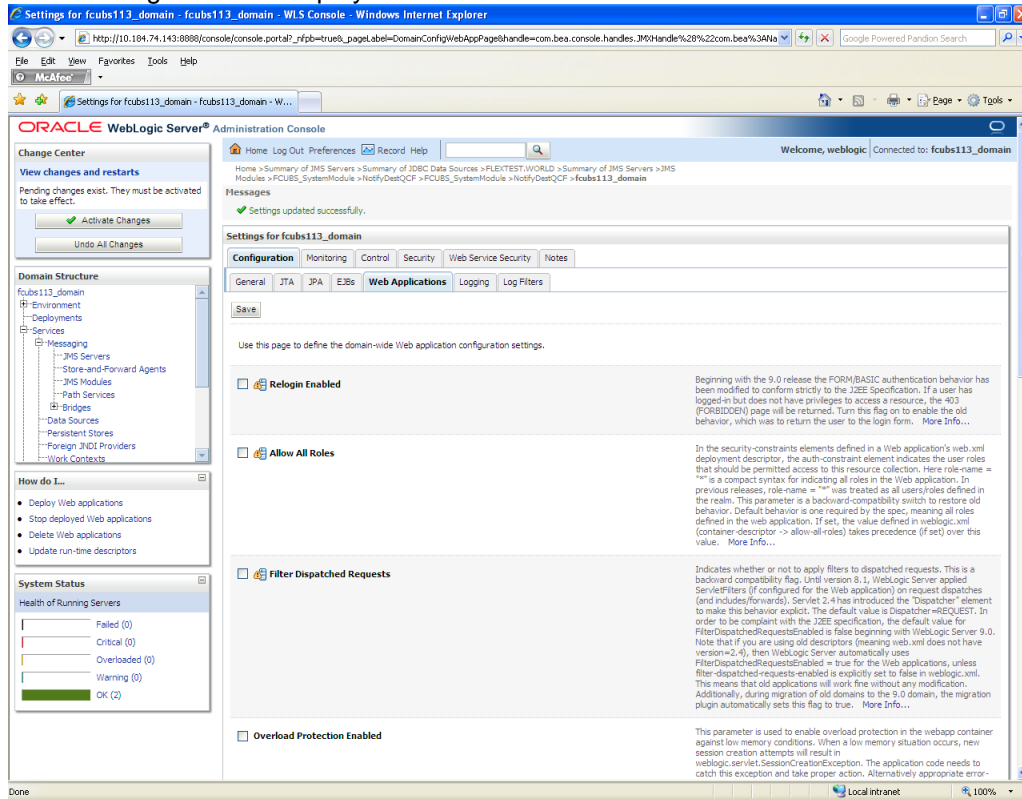 Settings for fcubs113_domain - fcubs113_domain - WLS Console - Windows Internet Explorer
http://10.184.74.143:8888/console/console.portal?_nfpb=true&_pageLabel=DomainConfigWebAppPage&handle=com.bea.console.handles.JMXHandle%28%22com.bea%3ANa
Google Powered Pandion Search
File Edit View Favorites Tools Help
McAfee
Settings for fcubs113_domain - fcubs113_domain - W...
Page Tools
ORACLE WebLogic Server® Administration Console
Change Center
View changes and restarts
Pending changes exist. They must be activated
to take effect.
Activate Changes
Undo All Changes
Domain Structure
fcubs113_domain
Environment
Deployments
Services
Messaging
JMS Servers
Store-and-Forward Agents
JMS Modules
Path Services
Bridges
Data Sources
Persistent Stores
Foreign JNDI Providers
Work Contexts
How do I...
Deploy Web applications
Stop deployed Web applications
Delete Web applications
Update run-time descriptors
System Status
Health of Running Servers
Failed (0)
Critical (0)
Overloaded (0)
Warning (0)
OK (2)
Home Log Out Preferences Record Help
Welcome, weblogic Connected to: fcubs113_domain
Home >Summary of JMS Servers >Summary of JDBC Data Sources >FLEXTEST.WORLD >Summary of JMS Servers >JMS
Modules >FCUBS_SystemModule >NotifyDestQCF >FCUBS_SystemModule >NotifyDestQCF >fcubs113_domain
Messages
Settings updated successfully.
Settings for fcubs113_domain
Configuration Monitoring Control Security Web Service Security Notes
General JTA JPA EJBs Web Applications Logging Log Filters
Save
Use this page to define the domain-wide Web application configuration settings.
Relogin Enabled
Beginning with the 9.0 release the FORM/BASIC authentication behavior has
been modified to conform strictly to the J2EE Specification. If a user has
logged-in but does not have privileges to access a resource, the 403
(FORBIDDEN) page will be returned. Turn this flag on to enable the old
behavior, which was to return the user to the login form. More Info...
Allow All Roles
In the security-constraints elements defined in a Web application's web.xml
deployment descriptor, the auth-constraint element indicates the user roles
that should be permitted access to this resource collection. Here role-name =
"*" is a compact syntax for indicating all roles in the Web application. In
previous releases, role-name = "*" was treated as all users/roles defined in
the realm. This parameter is a backward-compatibility switch to restore old
behavior. Default behavior is one required by the spec, meaning all roles
defined in the web application. If set, the value defined in weblogic.xml
(container-descriptor -> allow-all-roles) takes precedence (if set) over this
value. More Info...
Filter Dispatched Requests
Indicates whether or not to apply filters to dispatched requests. This is a
backward compatibility flag. Until version 8.1, WebLogic Server applied
ServletFilters (if configured for the Web application) on request dispatches
(and includes/forwards). Servlet 2.4 has introduced the "Dispatcher" element
to make this behavior explicit. The default value is Dispatcher=REQUEST. In
order to be complaint with the J2EE specification, the default value for
FilterDispatchedRequestsEnabled is false beginning with WebLogic Server 9.0.
Note that if you are using old descriptors (meaning web.xml does not have
version=2.4), then WebLogic Server automatically uses
FilterDispatchedRequestsEnabled = true for the Web applications, unless
filter-dispatched-requests-enabled is explicitly set to false in weblogic.xml.
This means that old applications will work fine without any modification.
Additionally, during migration of old domains to the 9.0 domain, the migration
plugin automatically sets this flag to true. More Info...
Overload Protection Enabled
This parameter is used to enable overload protection in the webapp container
against low memory conditions. When a low memory situation occurs, new
session creation attempts will result in
weblogic.servlet.SessionCreationException. The application code needs to
catch this exception and take proper action. Alternatively appropriate error-
Done
Local intranet
100%